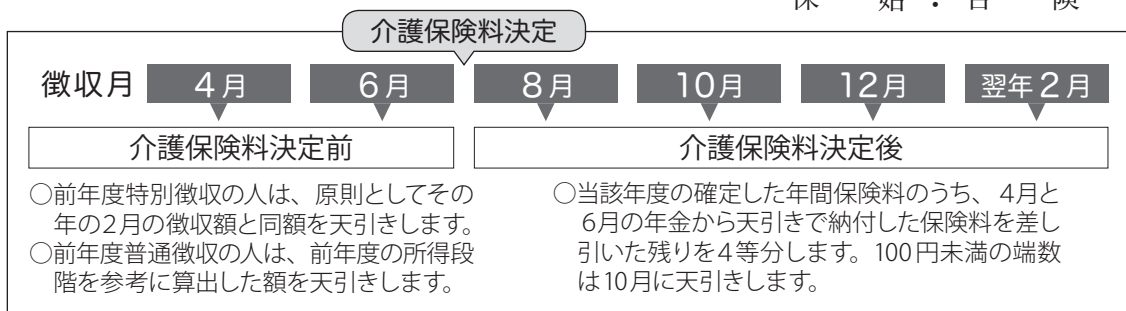 介護保険料決定
徴収月 4月 6月 8月 10月 12月 翌年2月
介護保険料決定前
介護保険料決定後
○前年度特別徴収の人は、原則としてその
年の2月の徴収額と同額を天引きします。
○前年度普通徴収の人は、前年度の所得段
階を参考に算出した額を天引きします。
○当該年度の確定した年間保険料のうち、4月と
6月の年金から天引きで納付した保険料を差し
引いた残りを4等分します。100円未満の端数
は10月に天引きします。